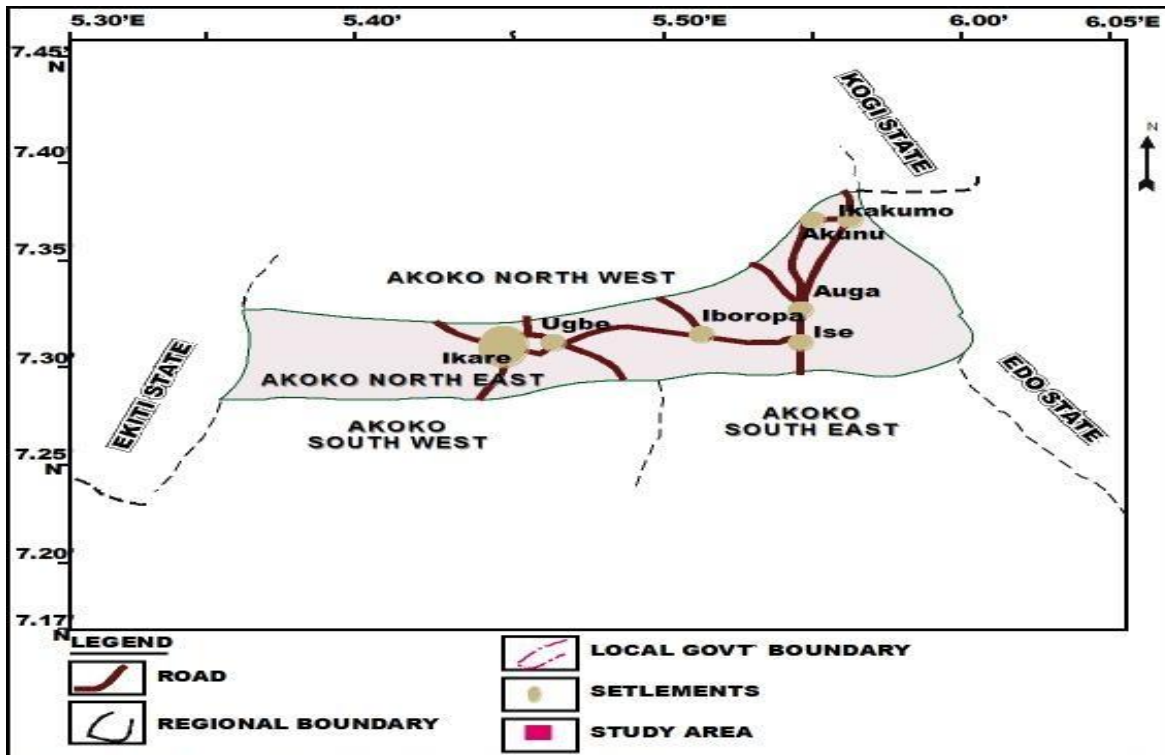 5.30'E 5.40' 5.50' 6.00' 6.05'E
7.45'
N
7.40'
7.35'
7.30'
7.25'
N
7.20'
7.17'
N
KOGI STATE
N
Ikakumo
Akunu
AKOKO NORTH WEST
Auga
Iboropa
Ugbe
Ise
Ikare
AKOKO NORTH EAST
EKITI STATE
AKOKO
SOUTH WEST
AKOKO
SOUTH EAST
EDO STATE
LEGEND
ROAD
REGIONAL BOUNDARY
LOCAL GOVT BOUNDARY
SETLEMENTS
STUDY AREA